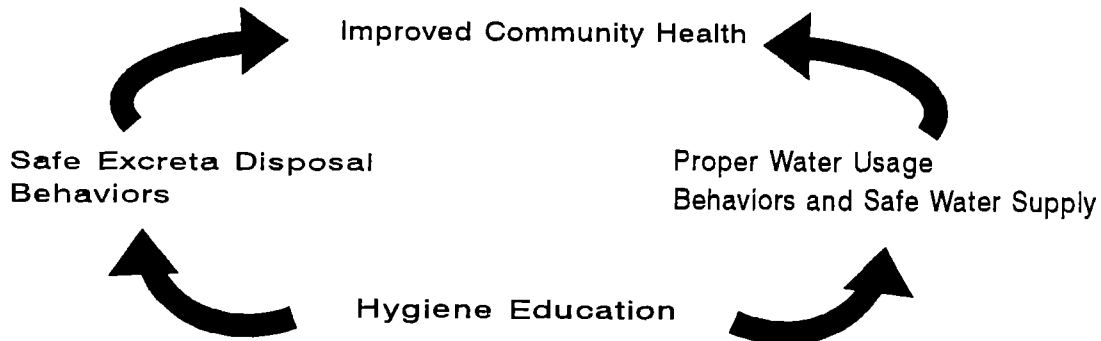 Improved Community Health
Safe Excreta Disposal
Behaviors
Proper Water Usage
Behaviors and Safe Water Supply
Hygiene Education